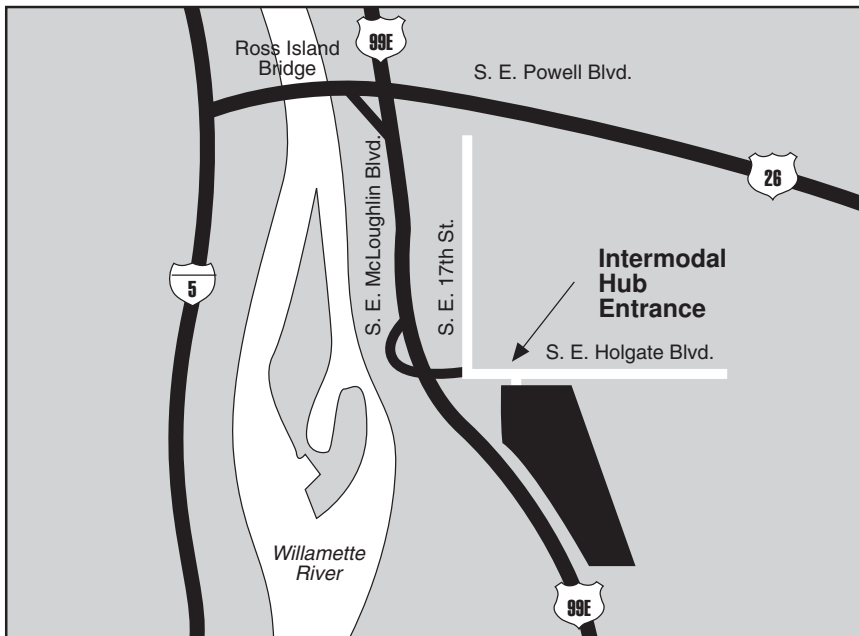 99E
Ross Island
Bridge
S. E. Powell Blvd.
26
S. E. McLoughlin Blvd.
S. E. 17th St.
5
Intermodal
Hub
Entrance
S. E. Holgate Blvd.
Willamette
River
99E